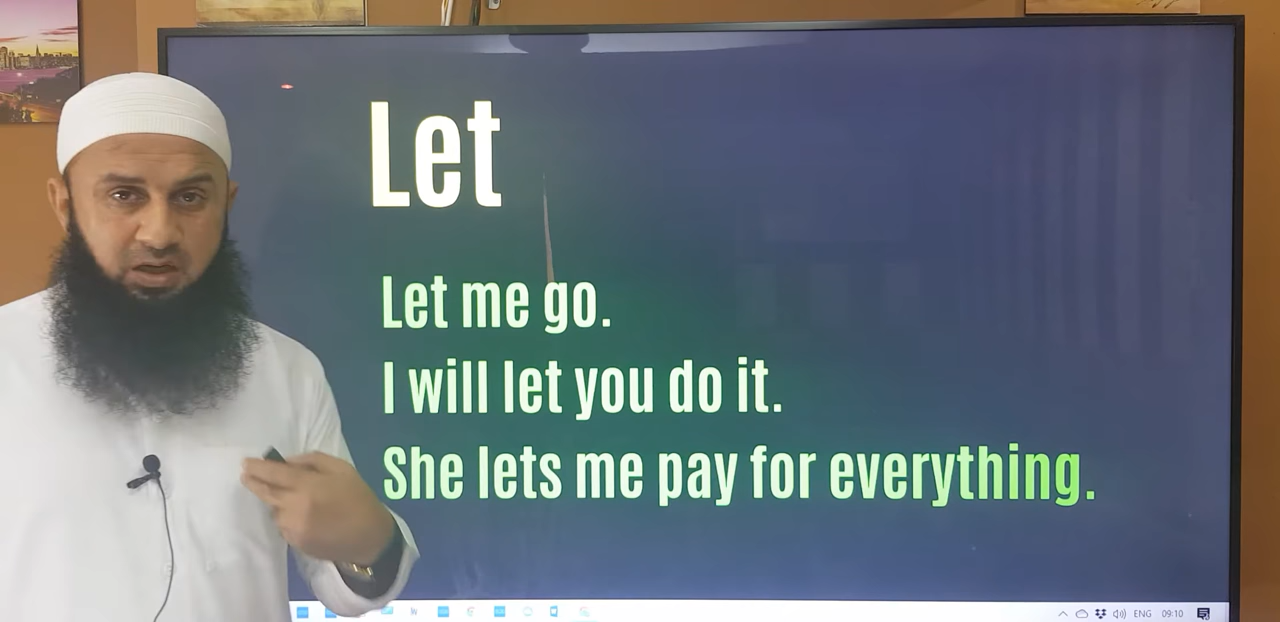 Let
Let me go.
I will let you do it.
She lets me pay for everything.
ENG 09:10